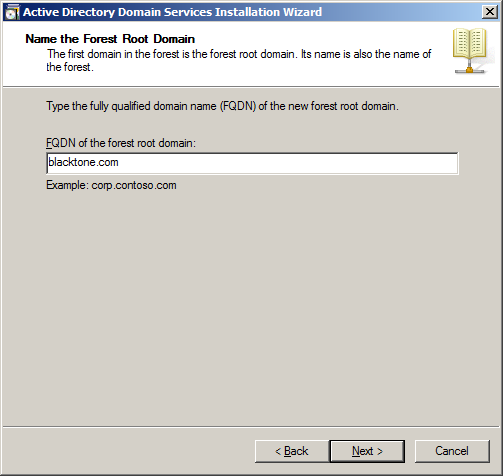 Active Directory Domain Services Installation Wizard
Name the Forest Root Domain
The first domain in the forest is the forest root domain. Its name is also the name of
the forest.
Type the fully qualified domain name (FQDN) of the new forest root domain.
FQDN of the forest root domain:
blacktone.com
Example: corp.contoso.com
< Back
Next >
Cancel